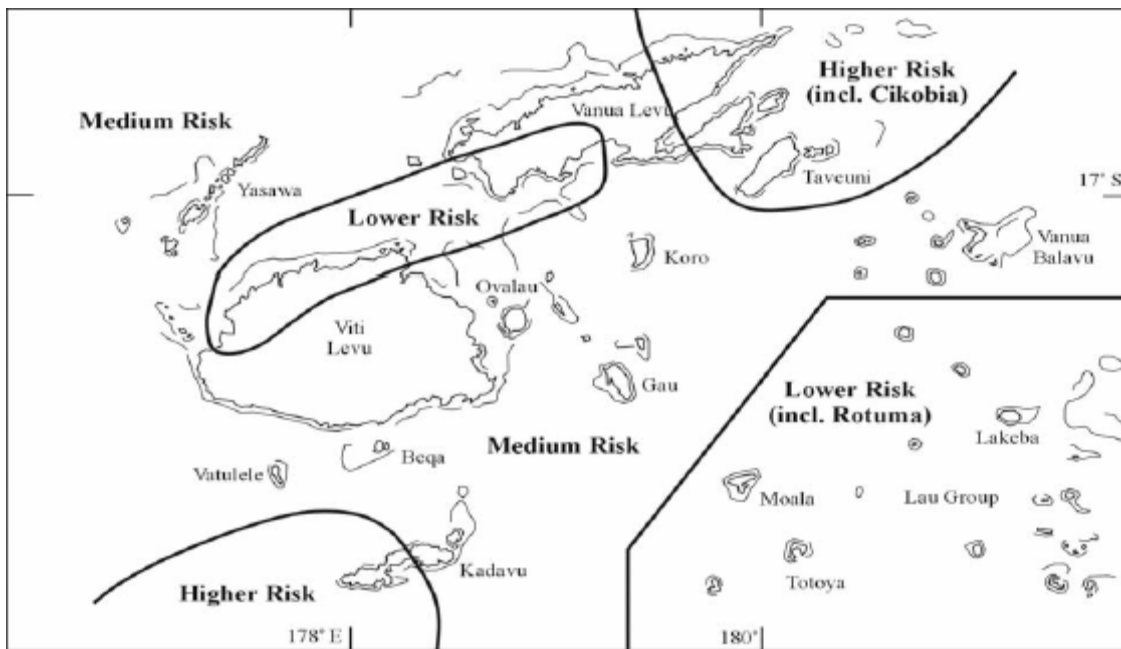 Higher Risk
(incl. Cikobia)
Vanua Levu
Medium Risk
Taveuni
17° S
Yasawa
Lower Risk
Vanua
Balavu
Koro
Ovalau
Viti
Levu
Gau
Lower Risk
(incl. Rotuma)
Lakeba
Medium Risk
Beqa
Vatulele
Moala
Lau Group
Kadavu
Totoya
Higher Risk
178° E
180°